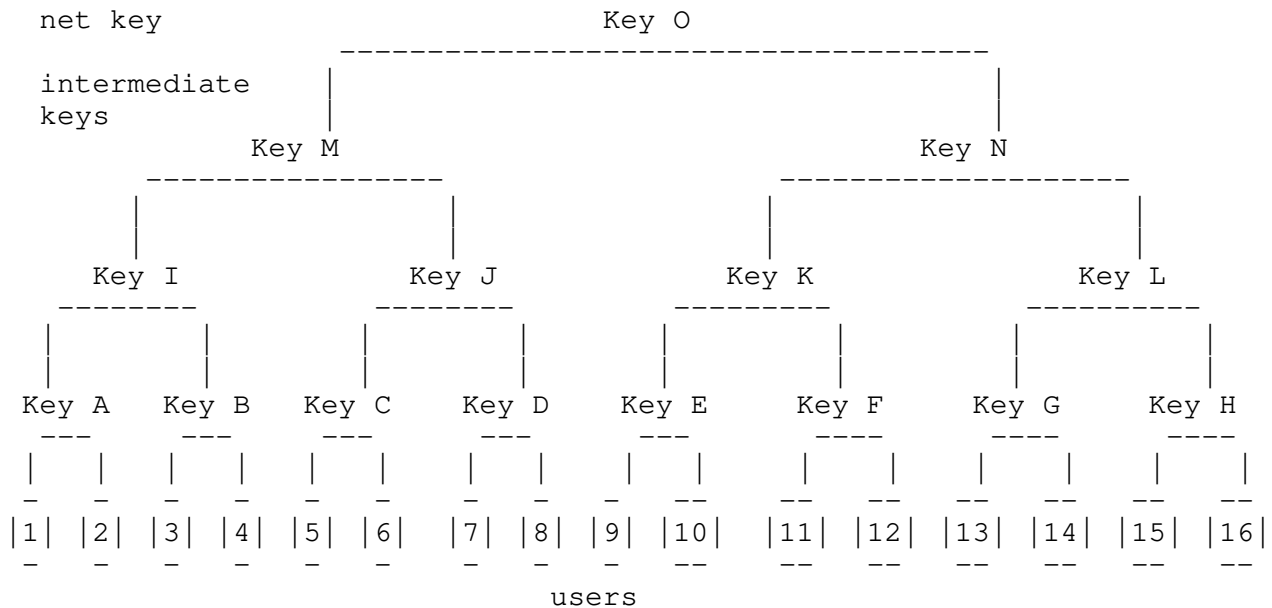 net key Key O
intermediate
keys
Key M Key N
Key I Key J Key K Key L
Key A Key B Key C Key D Key E Key F Key G Key H
|1| |2| |3| |4| |5| |6| |7| |8| |9| |10| |11| |12| |13| |14| |15| |16|
users